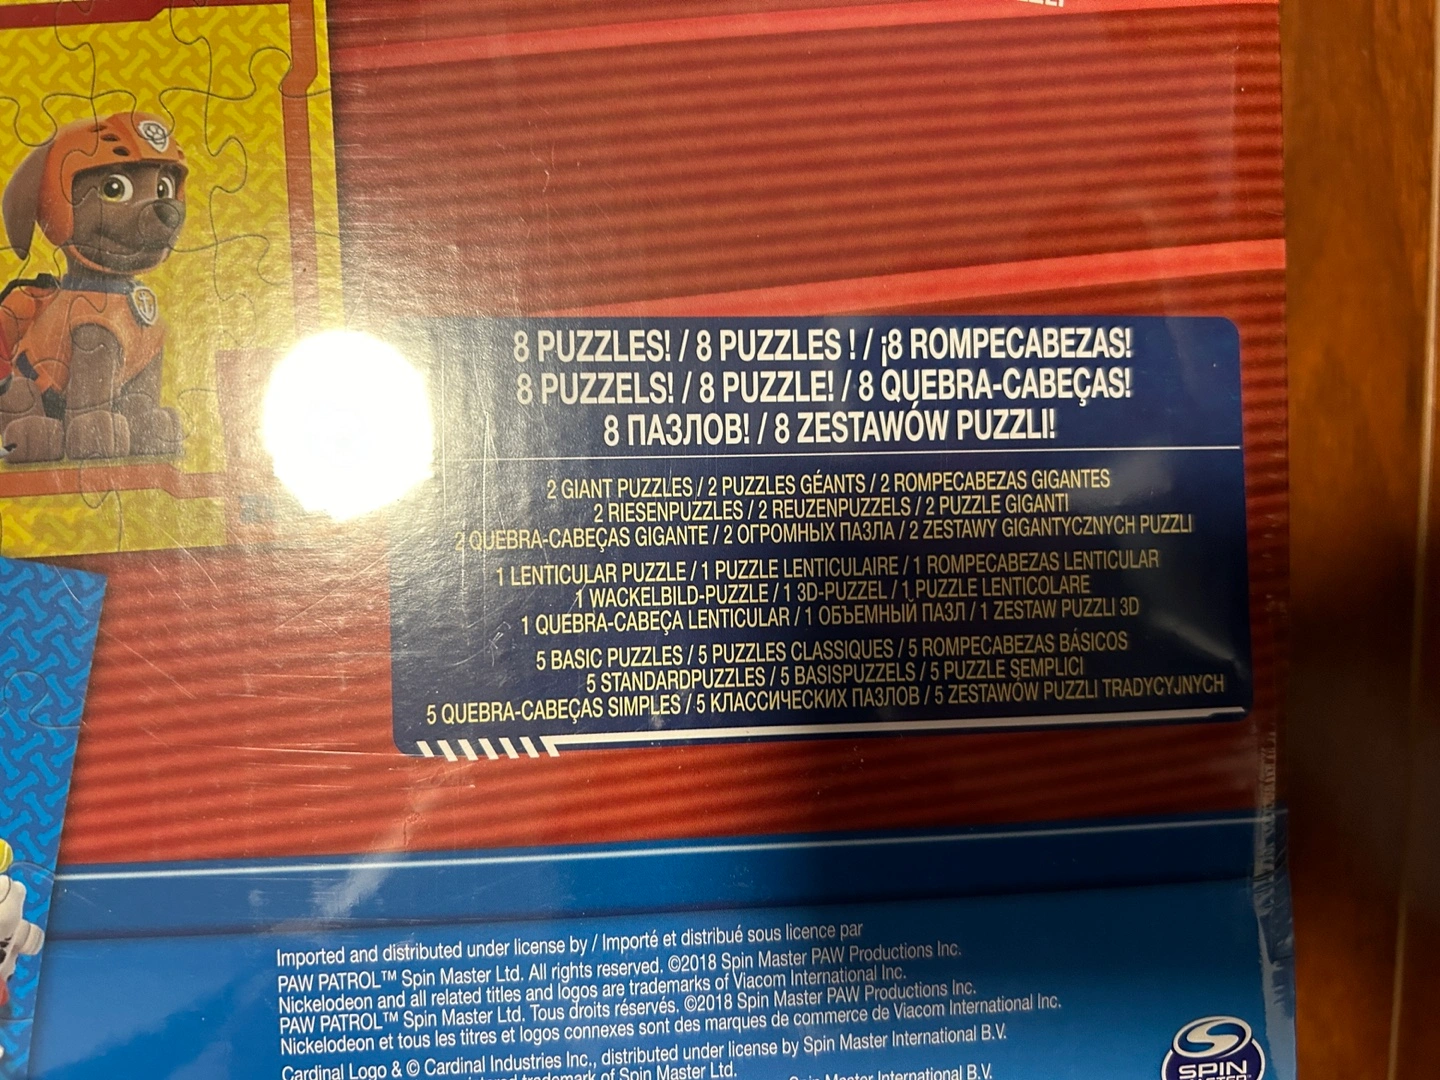 8 PUZZLES! / 8 PUZZLES ! / ¡8 ROMPECABEZAS!
8 PUZZELS! / 8 PUZZLE! / 8 QUEBRA-CABEÇAS!
8 ПАЗЛОВ! / 8 ZESTAWÓW PUZZLI!
2 GIANT PUZZLES / 2 PUZZLES GÉANTS / 2 ROMPECABEZAS GIGANTES
2 RIESENPUZZLES / 2 REUZENPUZZELS / 2 PUZZLE GIGANTI
2 QUEBRA-CABEÇAS GIGANTE / 2 ОГРОМНЫХ ПАЗЛА / 2 ZESTAWY GIGANTYCZNYCH PUZZLI
1 LENTICULAR PUZZLE / 1 PUZZLE LENTICULAIRE / 1 ROMPECABEZAS LENTICULAR
1 WACKELBILD-PUZZLE / 1 3D-PUZZEL / 1 PUZZLE LENTICOLARE
1 QUEBRA-CABEÇA LENTICULAR / 1 ОБЪЕМНЫЙ ПАЗЛ / 1 ZESTAW PUZZLI 3D
5 BASIC PUZZLES / 5 PUZZLES CLASSIQUES / 5 ROMPECABEZAS BÁSICOS
5 STANDARDPUZZLES / 5 BASISPUZZELS / 5 PUZZLE SEMPLICI
5 QUEBRA-CABEÇAS SIMPLES / 5 КЛАССИЧЕСКИХ ПАЗЛОВ / 5 ZESTAWÓW PUZZLI TRADYCYJNYCH
Imported and distributed under license by / Importé et distribué sous licence par
PAW PATROL™ Spin Master Ltd. All rights reserved. ©2018 Spin Master PAW Productions Inc.
Nickelodeon and all related titles and logos are trademarks of Viacom International Inc.
PAW PATROL™ Spin Master Ltd. Tous droits réservés. ©2018 Spin Master PAW Productions Inc.
Nickelodeon et tous les titres et logos connexes sont des marques de commerce de Viacom International Inc.
Cardinal Logo & © Cardinal Industries Inc., distributed under license by Spin Master International B.V.
trademark of Spin Master Ltd.
Spin Master International B.V.
SPIN
MASTER